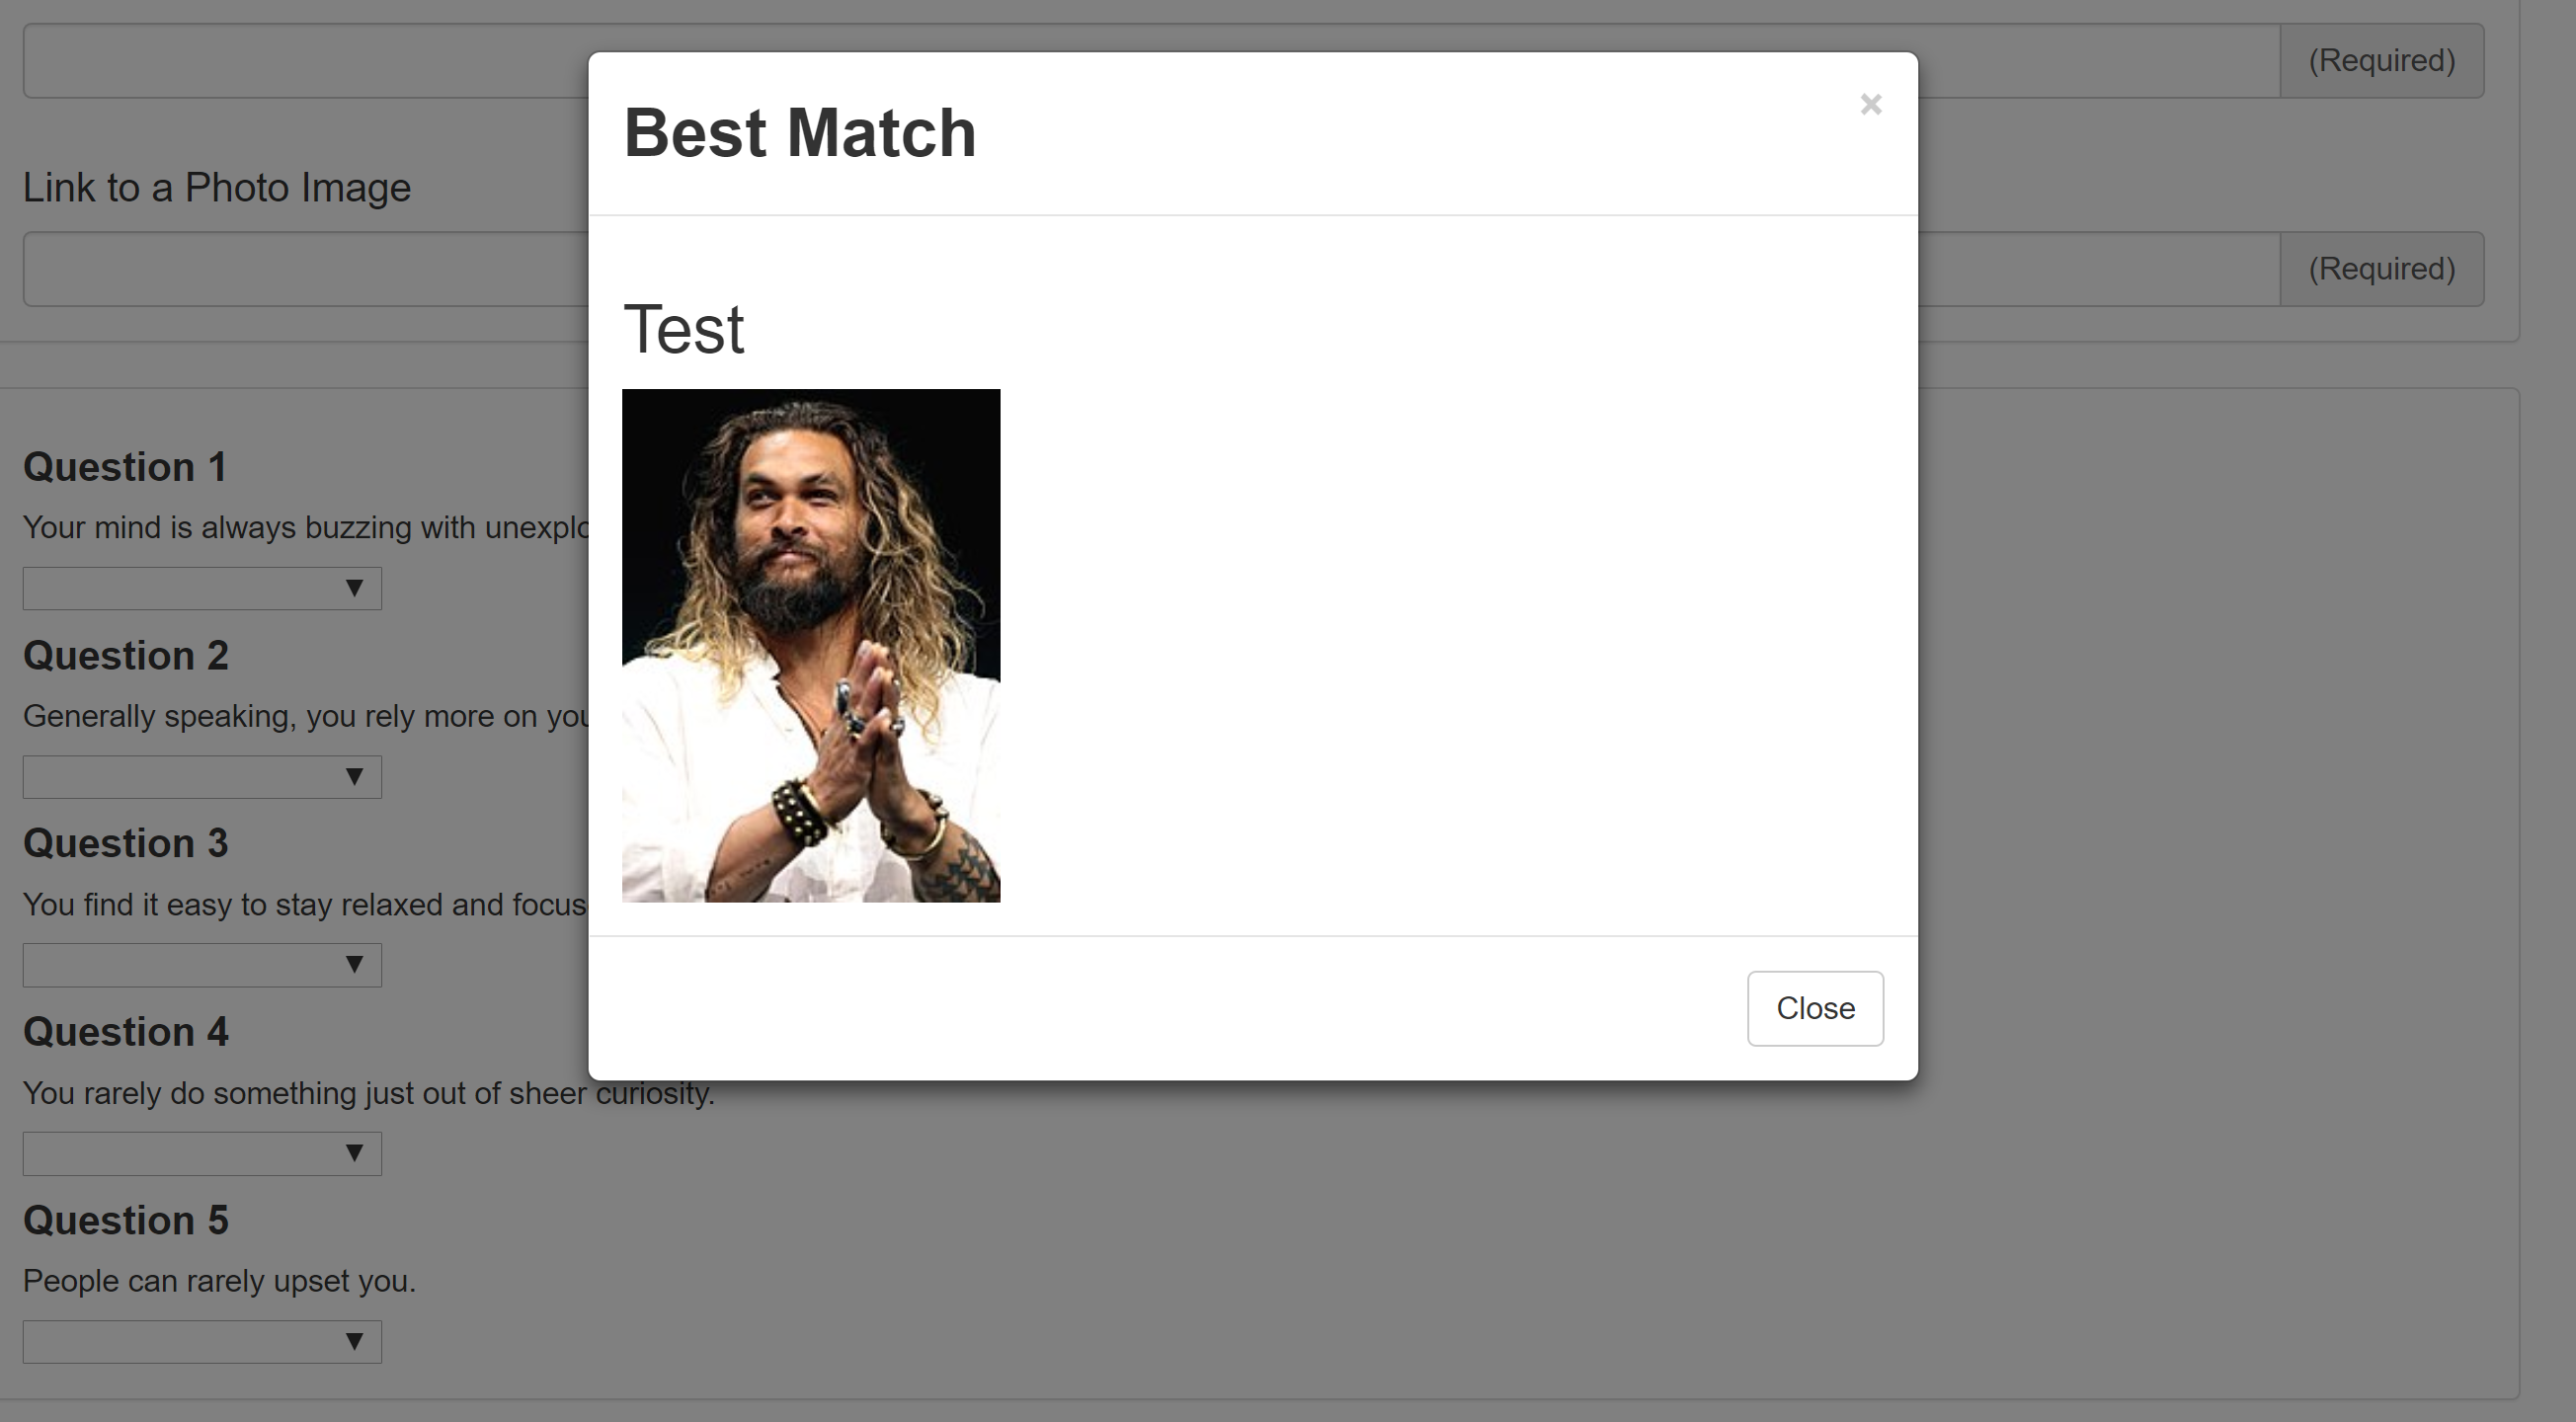 (Required)
Best Match
×
Link to a Photo Image
(Required)
Test
Question 1
Your mind is always buzzing with unexplo
▼
Question 2
Generally speaking, you rely more on you
▼
Question 3
You find it easy to stay relaxed and focus
▼
Question 4
You rarely do something just out of sheer curiosity.
▼
Question 5
People can rarely upset you.
▼
Close